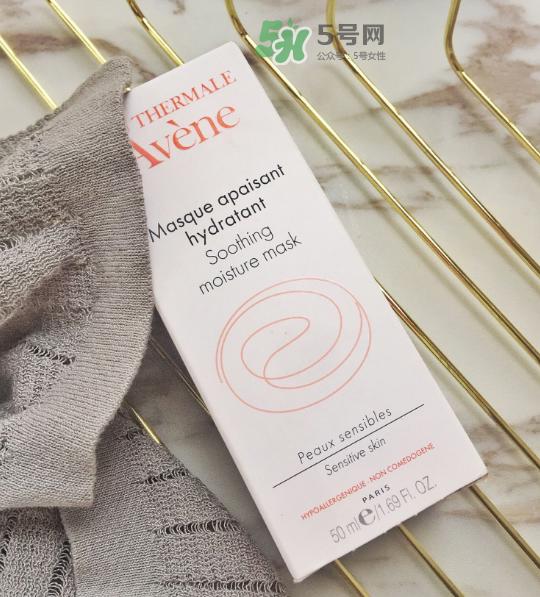 5号网
公众号:5号女性
THERMALE
Avène
Masque apaisant
hydratant
Soothing
moisture mask
Peaux sensibles
Sensitive skin
HYPOALLERGENIQUE . NON COMEDOGENE
PARIS
50 ml e/1.69 Fl. OZ.